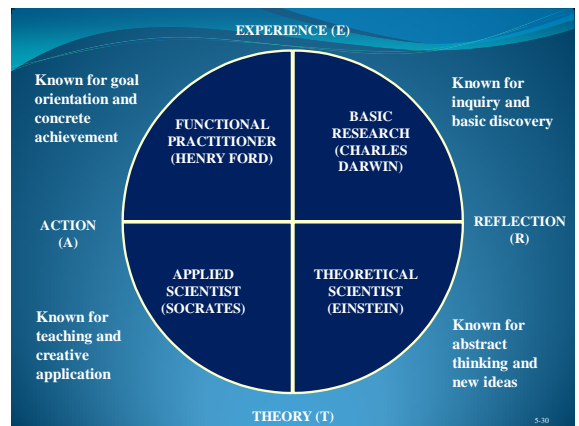 EXPERIENCE (E)
Known for goal
orientation and
concrete
achievement
FUNCTIONAL
PRACTITIONER
(HENRY FORD)
BASIC
RESEARCH
(CHARLES
DARWIN)
Known for
inquiry and
basic discovery
ACTION
(A)
REFLECTION
(R)
Known for
teaching and
creative
application
APPLIED
SCIENTIST
(SOCRATES)
THEORETICAL
SCIENTIST
(EINSTEIN)
Known for
abstract
thinking and
new ideas
THEORY (T)
5-30